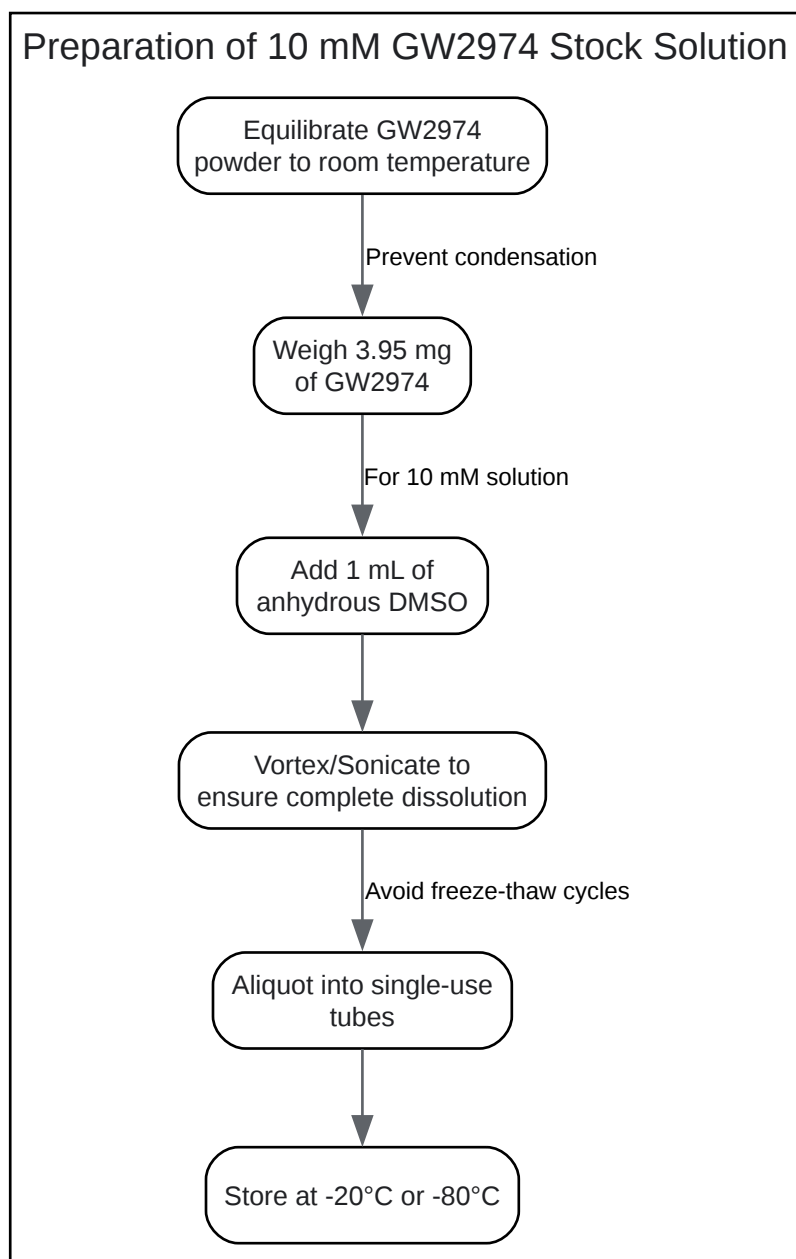 Preparation of 10 mM GW2974 Stock Solution
Equilibrate GW2974
powder to room temperature
Prevent condensation
Weigh 3.95 mg
of GW2974
For 10 mM solution
Add 1 mL of
anhydrous DMSO
Vortex/Sonicate to
ensure complete dissolution
Avoid freeze-thaw cycles
Aliquot into single-use
tubes
Store at -20°C or -80°C